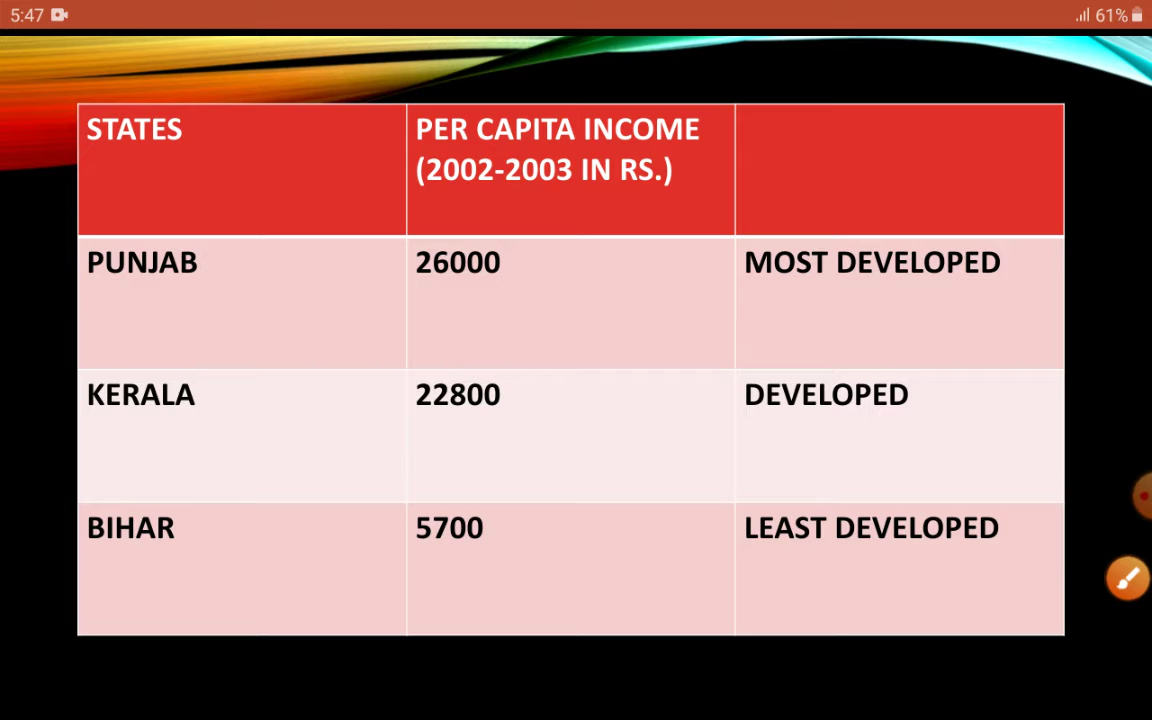 5:47
61%
STATES
PER CAPITA INCOME
(2002-2003 IN RS.)
PUNJAB
26000
MOST DEVELOPED
KERALA
22800
DEVELOPED
BIHAR
5700
LEAST DEVELOPED